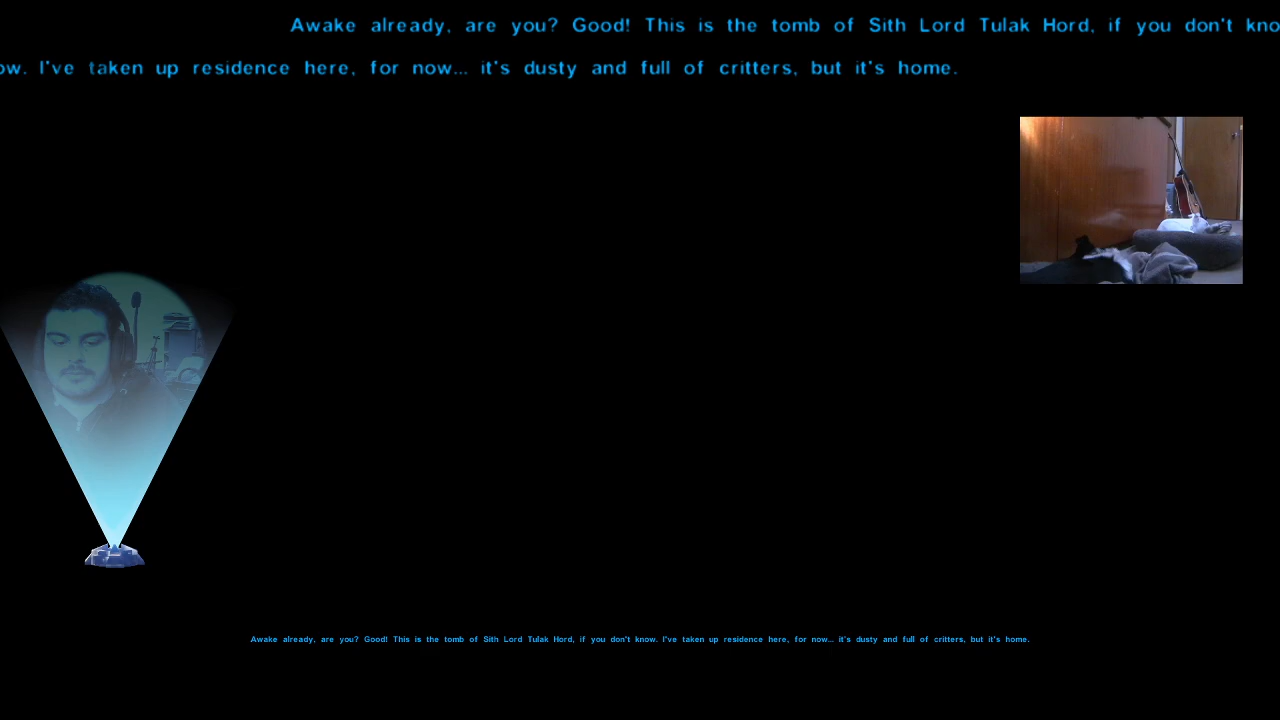 Awake already, are you? Good! This is the tomb of Sith Lord Tulak Hord, if you don't kno
ow. I've taken up residence here, for now... it's dusty and full of critters, but it's home.
Awake already, are you? Good! This is the tomb of Sith Lord Tulak Hord, if you don't know. I've taken up residence here, for now... it's dusty and full of critters, but it's home.